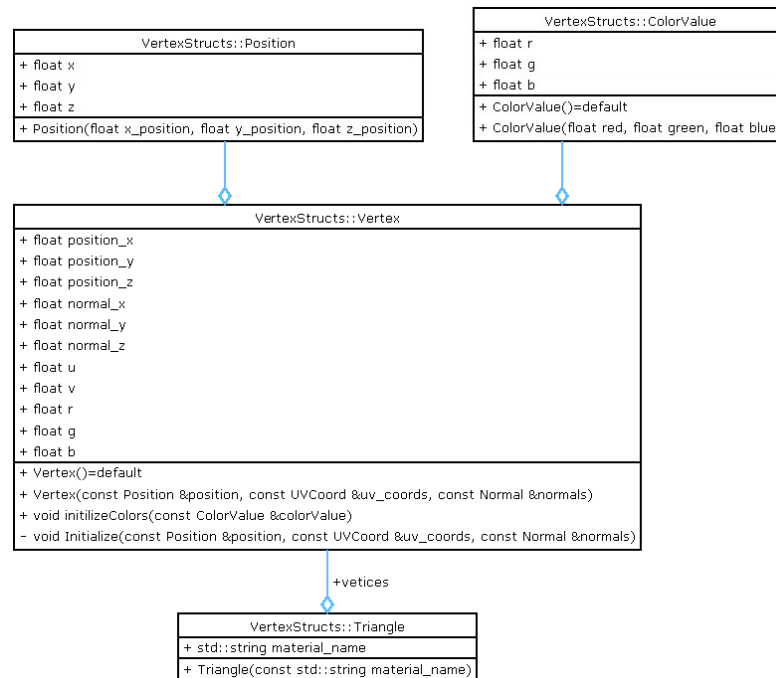 VertexStructs::Position
+ float x
+ float y
+ float z
+ Position(float x_position, float y_position, float z_position)
VertexStructs::ColorValue
+ float r
+ float g
+ float b
+ ColorValue()=default
+ ColorValue(float red, float green, float blue
VertexStructs::Vertex
+ float position_x
+ float position_y
+ float position_z
+ float normal_x
+ float normal_y
+ float normal_z
+ float u
+ float v
+ float r
+ float g
+ float b
+ Vertex()=default
+ Vertex(const Position &position, const UVCoord &uv_coords, const Normal &normals)
+ void initilizeColors(const ColorValue &colorValue)
- void Initialize(const Position &position, const UVCoord &uv_coords, const Normal &normals)
+vetices
VertexStructs::Triangle
+ std::string material_name
+ Triangle(const std::string material_name)